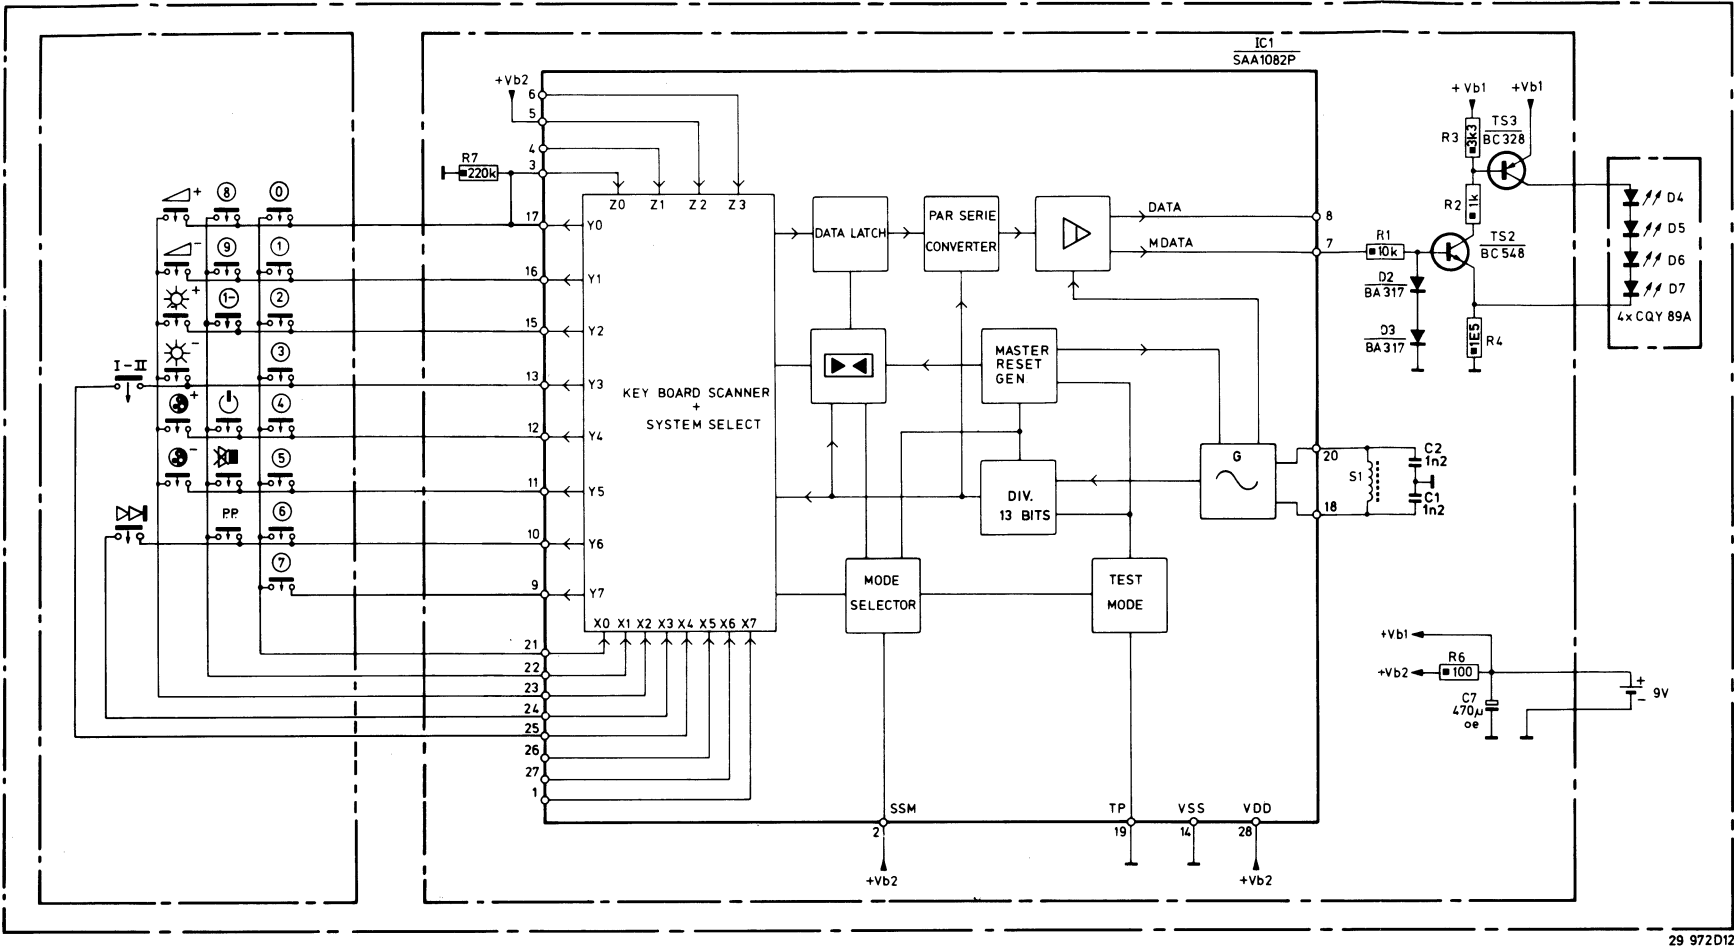 IC1
SAA1082P
+Vb2
6
5
4
3
R7
220k
Z0 Z1 Z2 Z3
+ 8 0
17 Y0
- 9 1
16 Y1
+ 1- 2
15 Y2
- 3
I-II
13 Y3
+ 4
12 Y4
- 5
11 Y5
P.P. 6
10 Y6
7
9 Y7
KEY BOARD SCANNER
+
SYSTEM SELECT
X0 X1 X2 X3 X4 X5 X6 X7
21
22
23
24
25
26
27
1
DATA LATCH
PAR SERIE
CONVERTER
DATA
8
MDATA
7
MASTER
RESET
GEN
DIV.
13 BITS
G
MODE
SELECTOR
TEST
MODE
20
18
S1
C2
1n2
C1
1n2
SSM
2
+Vb2
TP
19
VSS
14
VDD
28
+Vb2
+Vb1 +Vb1
R3
3k3
TS3
BC328
R2
1k
R1
10k
TS2
BC548
D2
BA317
D3
BA317
1E5
R4
D4
D5
D6
D7
4xCQY 89A
+Vb1
R6
+Vb2
100
C7
470µ
oe
+
-
9V
29 972D12